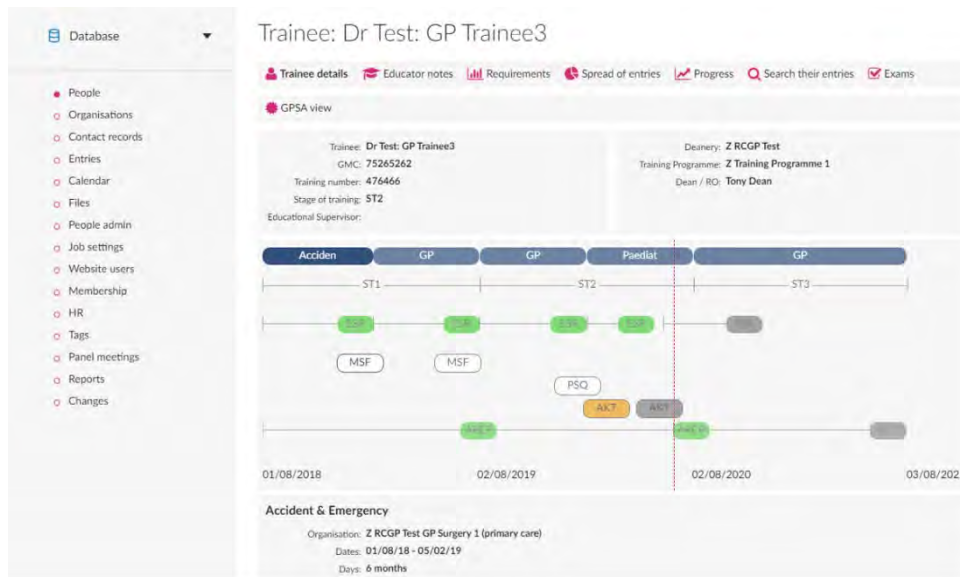 Database
People
Organisations
Contact records
Entries
Calendar
Files
People admin
Job settings
Website users
Membership
HR
Tags
Panel meetings
Reports
Changes
Trainee: Dr Test: GP Trainee3
Trainee details Educator notes Requirements Spread of entries Progress Search their entries Exams
GPSA view
Trainee: Dr Test: GP Trainee3
GMC: 75265262
Training number: 476466
Stage of training: ST2
Educational Supervisor:
Deanery: Z RCGP Test
Training Programme: Z Training Programme 1
Dean / RO: Tony Dean
Acciden GP GP Paediat GP
ST1 ST2 ST3
ESR ESR ESR ESR
MSF MSF
PSQ
AKT AKT
ARCP ARCP
01/08/2018 02/08/2019 02/08/2020 03/08/202
Accident & Emergency
Organisation: Z RCGP Test GP Surgery 1 (primary care)
Dates: 01/08/18 - 05/02/19
Days: 6 months